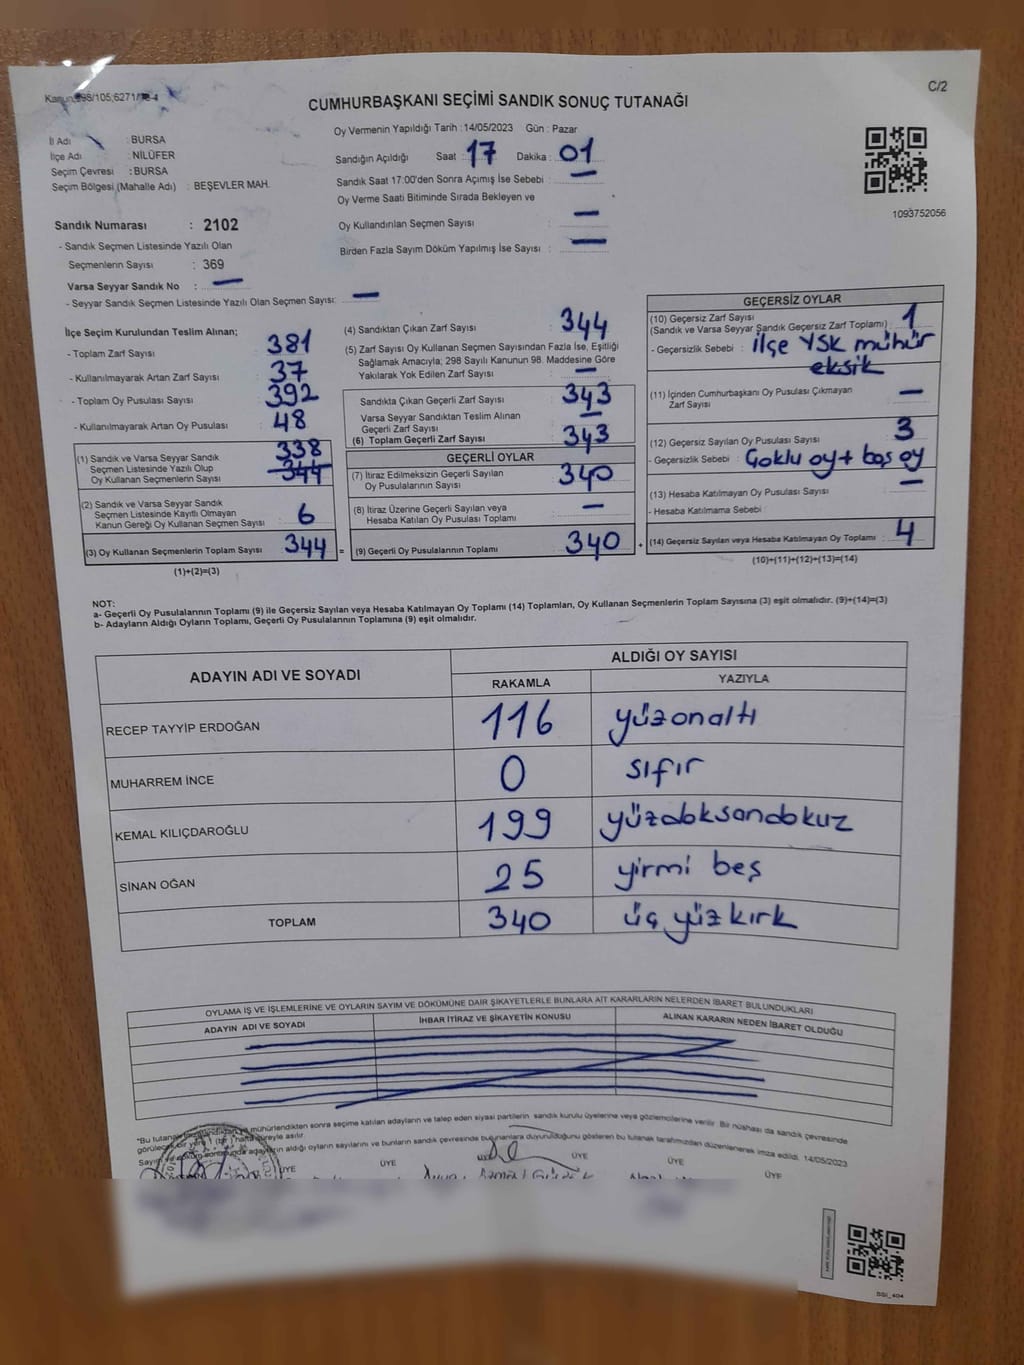 Kanun 298/105;6271/
C/2
CUMHURBAŞKANI SEÇİMİ SANDIK SONUÇ TUTANAĞI
İl Adı : BURSA
İlçe Adı : NİLÜFER
Seçim Çevresi : BURSA
Seçim Bölgesi (Mahalle Adı) : BEŞEVLER MAH.
Oy Vermenin Yapıldığı Tarih :14/05/2023 Gün : Pazar
Sandığın Açıldığı Saat : 17 Dakika : 01
Sandık Saat 17:00'den Sonra Açımış İse Sebebi : —
Oy Verme Saati Bitiminde Sırada Bekleyen ve
Oy Kullandırılan Seçmen Sayısı : —
Birden Fazla Sayım Döküm Yapılmış İse Sayısı : —
1093752056
Sandık Numarası : 2102
- Sandık Seçmen Listesinde Yazılı Olan
Seçmenlerin Sayısı : 369
Varsa Seyyar Sandık No : —
- Seyyar Sandık Seçmen Listesinde Yazılı Olan Seçmen Sayısı: —
İlçe Seçim Kurulundan Teslim Alınan;
- Toplam Zarf Sayısı : 381
- Kullanılmayarak Artan Zarf Sayısı : 37
- Toplam Oy Pusulası Sayısı : 392
- Kullanılmayarak Artan Oy Pusulası : 48
(1) Sandık ve Varsa Seyyar Sandık
Seçmen Listesinde Yazılı Olup
Oy Kullanan Seçmenlerin Sayısı : 338 344
(2) Sandık ve Varsa Seyyar Sandık
Seçmen Listesinde Kayıtlı Olmayan
Kanun Gereği Oy Kullanan Seçmen Sayısı : 6
(3) Oy Kullanan Seçmenlerin Toplam Sayısı : 344 =
(1)+(2)=(3)
(4) Sandıktan Çıkan Zarf Sayısı : 344
(5) Zarf Sayısı Oy Kullanan Seçmen Sayısından Fazla İse, Eşitliği
Sağlamak Amacıyla; 298 Sayılı Kanunun 98. Maddesine Göre
Yakılarak Yok Edilen Zarf Sayısı : —
Sandıkta Çıkan Geçerli Zarf Sayısı : 343
Varsa Seyyar Sandıktan Teslim Alınan
Geçerli Zarf Sayısı : —
(6) Toplam Geçerli Zarf Sayısı : 343
GEÇERLİ OYLAR
(7) İtiraz Edilmeksizin Geçerli Sayılan
Oy Pusulalarının Sayısı : 340
(8) İtiraz Üzerine Geçerli Sayılan veya
Hesaba Katılan Oy Pusulası Toplamı : —
(9) Geçerli Oy Pusulalarının Toplamı : 340 +
GEÇERSİZ OYLAR
(10) Geçersiz Zarf Sayısı
(Sandık ve Varsa Seyyar Sandık Geçersiz Zarf Toplamı) : 1
- Geçersizlik Sebebi : ilçe YSK mühür
eksik
(11) İçinden Cumhurbaşkanı Oy Pusulası Çıkmayan
Zarf Sayısı : —
(12) Geçersiz Sayılan Oy Pusulası Sayısı : 3
- Geçersizlik Sebebi : Çoklu oy + boş oy
(13) Hesaba Katılmayan Oy Pusulası Sayısı : —
- Hesaba Katılmama Sebebi :
(14) Geçersiz Sayılan veya Hesaba Katılmayan Oy Toplamı : 4
(10)+(11)+(12)+(13)=(14)
NOT:
a- Geçerli Oy Pusulalarının Toplamı (9) ile Geçersiz Sayılan veya Hesaba Katılmayan Oy Toplamı (14) Toplamları, Oy Kullanan Seçmenlerin Toplam Sayısına (3) eşit olmalıdır. (9)+(14)=(3)
b- Adayların Aldığı Oyların Toplamı, Geçerli Oy Pusulalarının Toplamına (9) eşit olmalıdır.
ADAYIN ADI VE SOYADI
ALDIĞI OY SAYISI
RAKAMLA YAZIYLA
RECEP TAYYİP ERDOĞAN 116 yüzonaltı
MUHARREM İNCE 0 sıfır
KEMAL KILIÇDAROĞLU 199 yüzdoksandokuz
SİNAN OĞAN 25 yirmi beş
TOPLAM 340 üç yüz kırk
OYLAMA İŞ VE İŞLEMLERİNE VE OYLARIN SAYIM VE DÖKÜMÜNE DAİR ŞİKAYETLERLE BUNLARA AİT KARARLARIN NELERDEN İBARET BULUNDUKLARI
ADAYIN ADI VE SOYADI İHBAR İTİRAZ VE ŞİKAYETİN KONUSU ALINAN KARARIN NEDEN İBARET OLDUĞU
"Bu tutanak mühürlendikten sonra seçime katılan adayların ve talep eden siyasi partilerin sandık kurulu üyelerine veya gözlemcilerine verilir. Bir nüshası da sandık çevresinde
görülecek bir yere 1 (bir) hafta süreyle asılır.
Sayım ve döküm sonucunda adayların aldığı oyların sayılarını ve bunların sandık çevresinde bulunanlara duyurulduğunu gösteren bu tutanak tarafımızdan düzenlenerek imza edildi. 14/05/2023
ÜYE ÜYE ÜYE ÜYE ÜYE